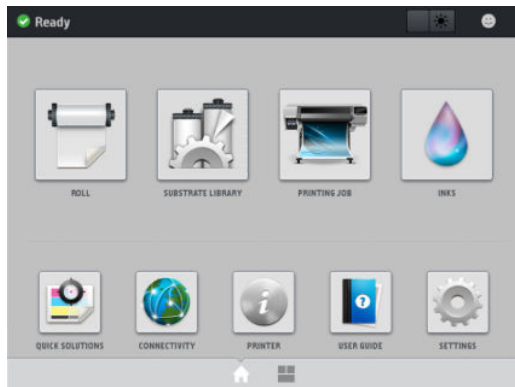 Ready
ROLL
SUBSTRATE LIBRARY
PRINTING JOB
INKS
i
?
QUICK SOLUTIONS
CONNECTIVITY
PRINTER
USER GUIDE
SETTINGS